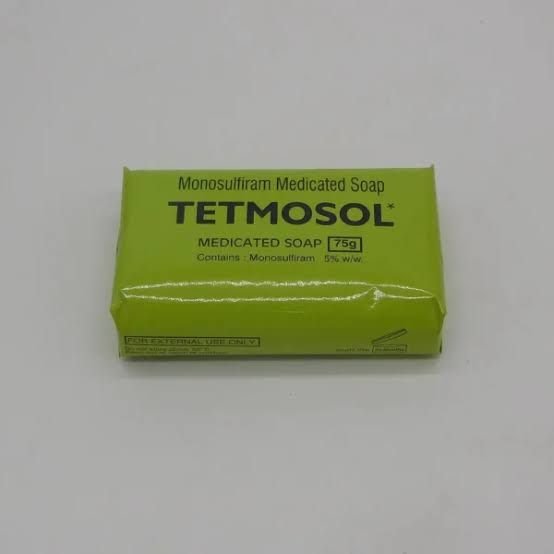 Monosulfiram Medicated Soap
TETMOSOL*
MEDICATED SOAP 75g
Contains : Monosulfiram 5% w/w.
FOR EXTERNAL USE ONLY